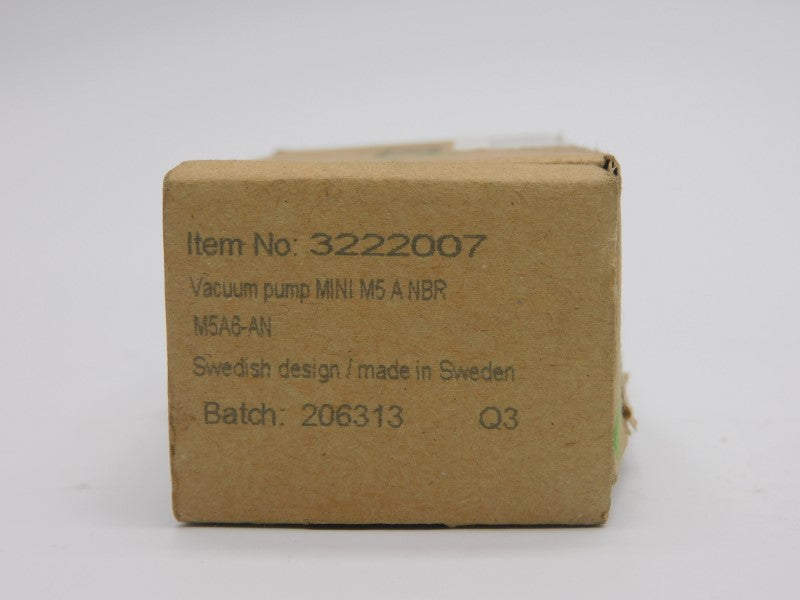 Item No: 3222007
Vacuum pump MINI M5 A NBR
M5A6-AN
Swedish design / made in Sweden
Batch: 206313 Q3